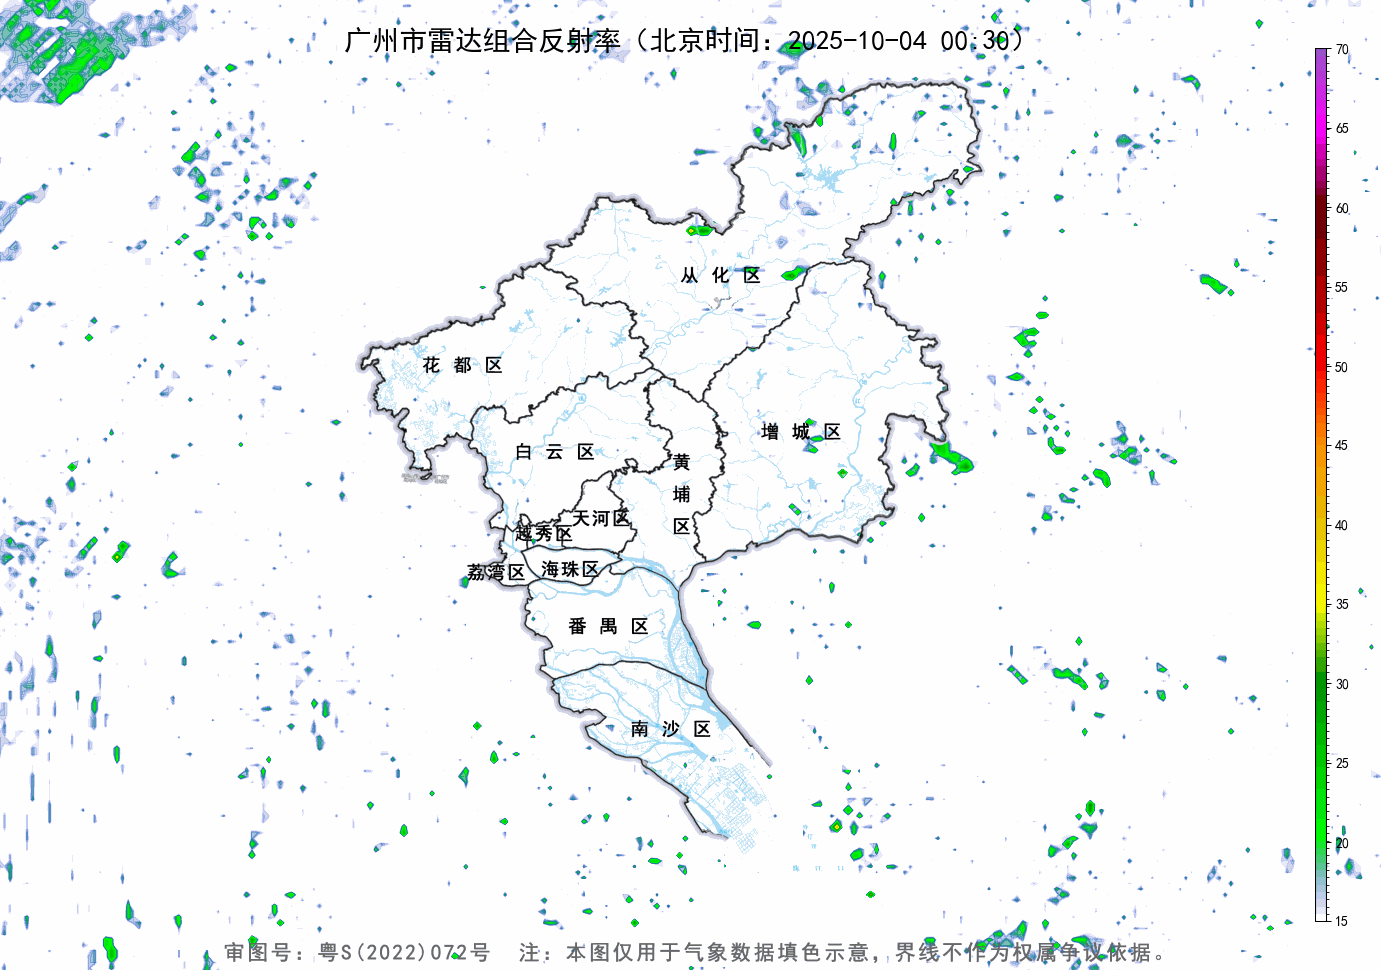 广州市雷达组合反射率（北京时间：2025-10-04 00:30）
70
65
60
55
50
45
40
35
30
25
20
15
从化区
花都区
增城区
白云区
黄埔区
天河区
越秀区
荔湾区
海珠区
番禺区
南沙区
审图号：粤S(2022)072号 注：本图仅用于气象数据填色示意，界线不作为权属争议依据。